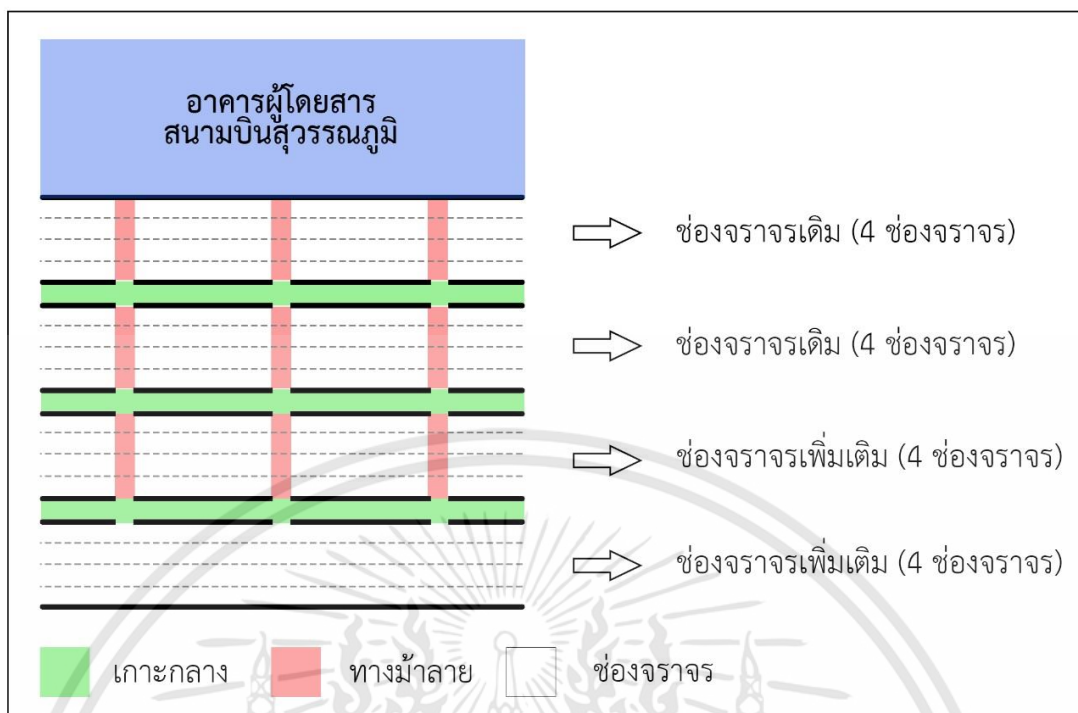 อาคารผู้โดยสาร
สนามบินสุวรรณภูมิ
ช่องจราจรเดิม (4 ช่องจราจร)
ช่องจราจรเดิม (4 ช่องจราจร)
ช่องจราจรเพิ่มเติม (4 ช่องจราจร)
ช่องจราจรเพิ่มเติม (4 ช่องจราจร)
เกาะกลาง ทางม้าลาย ช่องจราจร